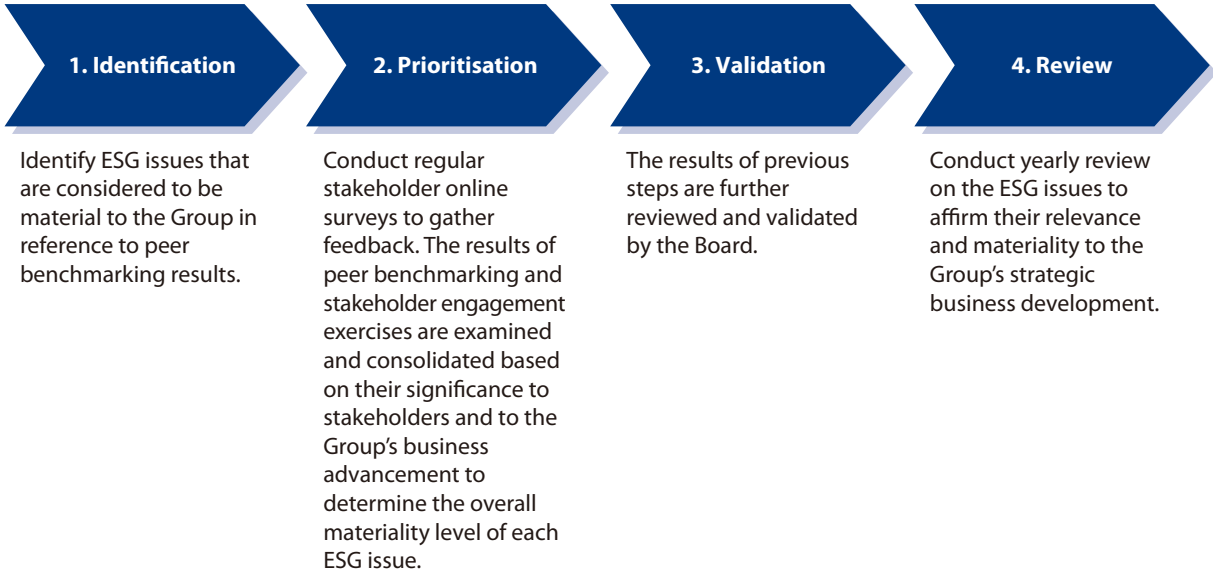 1. Identification
Identify ESG issues that
are considered to be
material to the Group in
reference to peer
benchmarking results.
2. Prioritisation
Conduct regular
stakeholder online
surveys to gather
feedback. The results of
peer benchmarking and
stakeholder engagement
exercises are examined
and consolidated based
on their significance to
stakeholders and to the
Group’s business
advancement to
determine the overall
materiality level of each
ESG issue.
3. Validation
The results of previous
steps are further
reviewed and validated
by the Board.
4. Review
Conduct yearly review
on the ESG issues to
affirm their relevance
and materiality to the
Group’s strategic
business development.